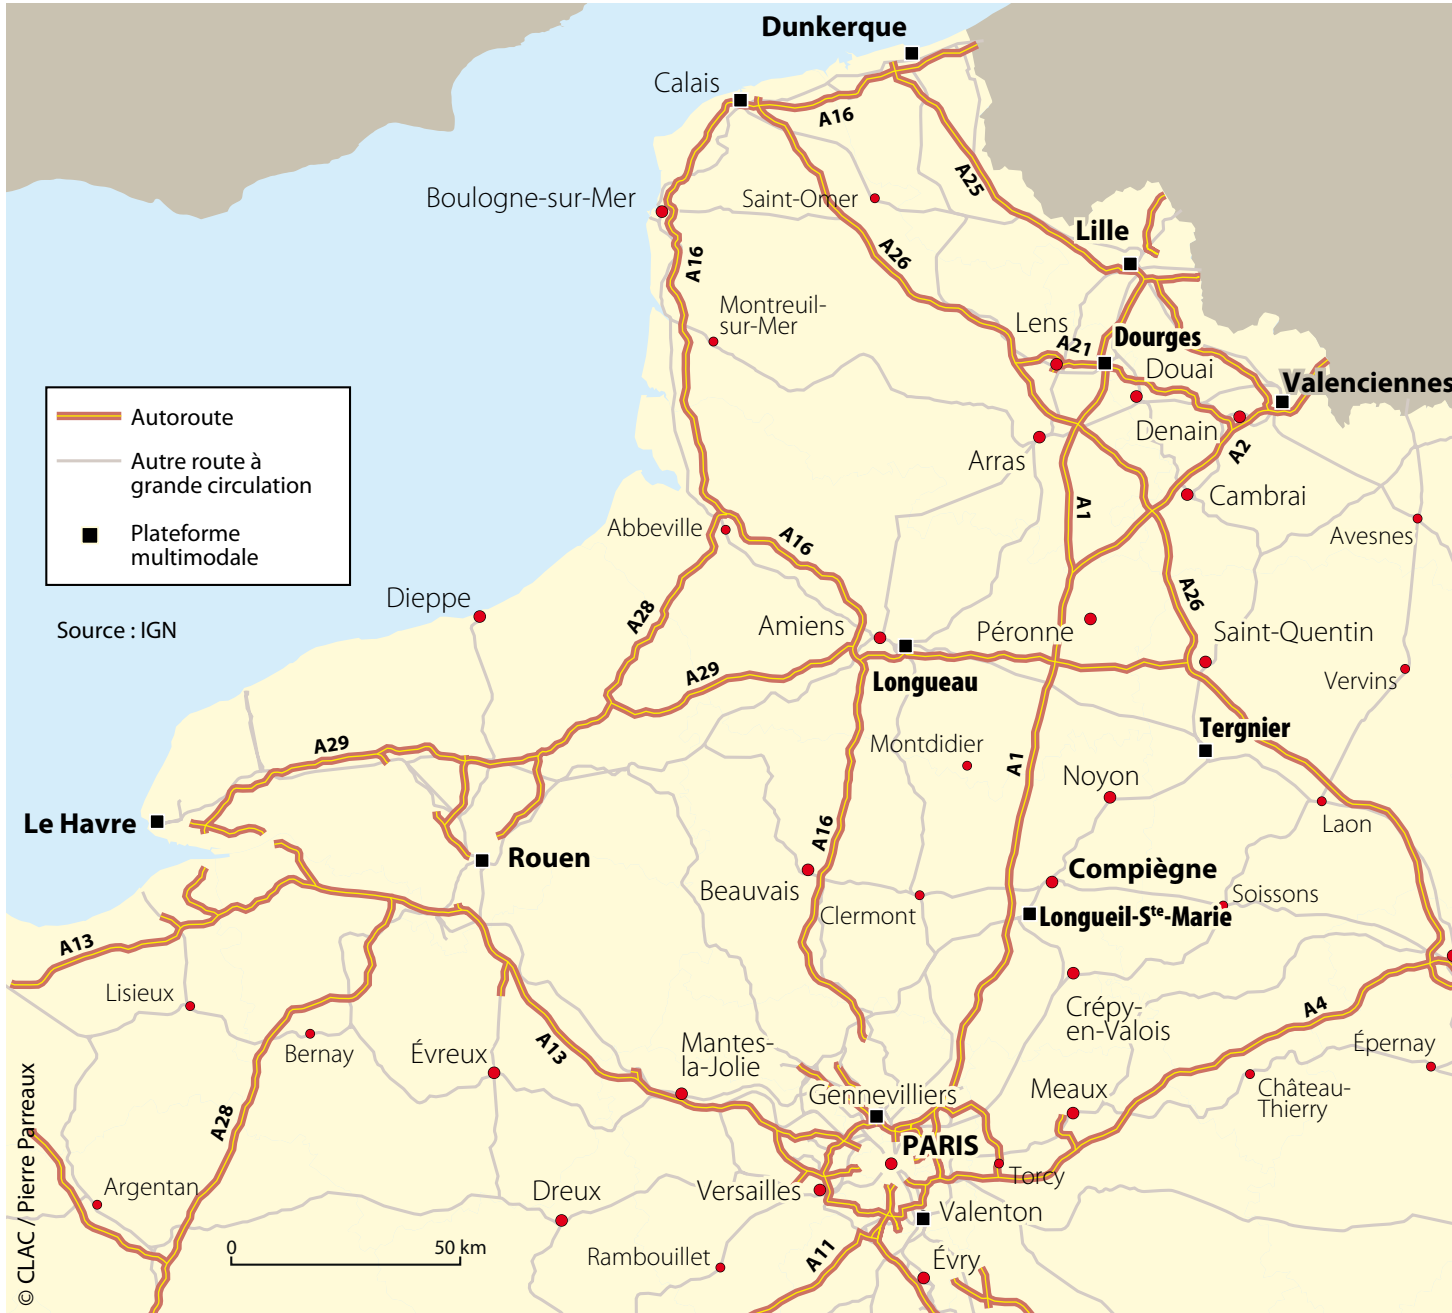 Dunkerque
Calais
A16
A25
Boulogne-sur-Mer
Saint-Omer
Lille
A26
A16
Montreuil-
sur-Mer
Lens
A21
Dourges
Douai
Valenciennes
Autoroute
Autre route à
grande circulation
Plateforme
multimodale
Denain
A2
Arras
Cambrai
A1
Abbeville
A16
Avesnes
Dieppe
A28
A26
Source : IGN
Amiens
Péronne
Saint-Quentin
A29
Longueau
Vervins
Tergnier
A29
Montdidier
A1
Noyon
Le Havre
A16
Laon
Rouen
Compiègne
Beauvais
Clermont
Soissons
Longueil-Ste-Marie
A13
Lisieux
Crépy-
en-Valois
A4
Bernay
Évreux
A13
Mantes-
la-Jolie
Épernay
Gennevilliers
Meaux
Château-
Thierry
A28
PARIS
Torcy
Argentan
Dreux
Versailles
Valenton
0 50 km
Rambouillet
A11
Évry
© CLAC / Pierre Parreaux